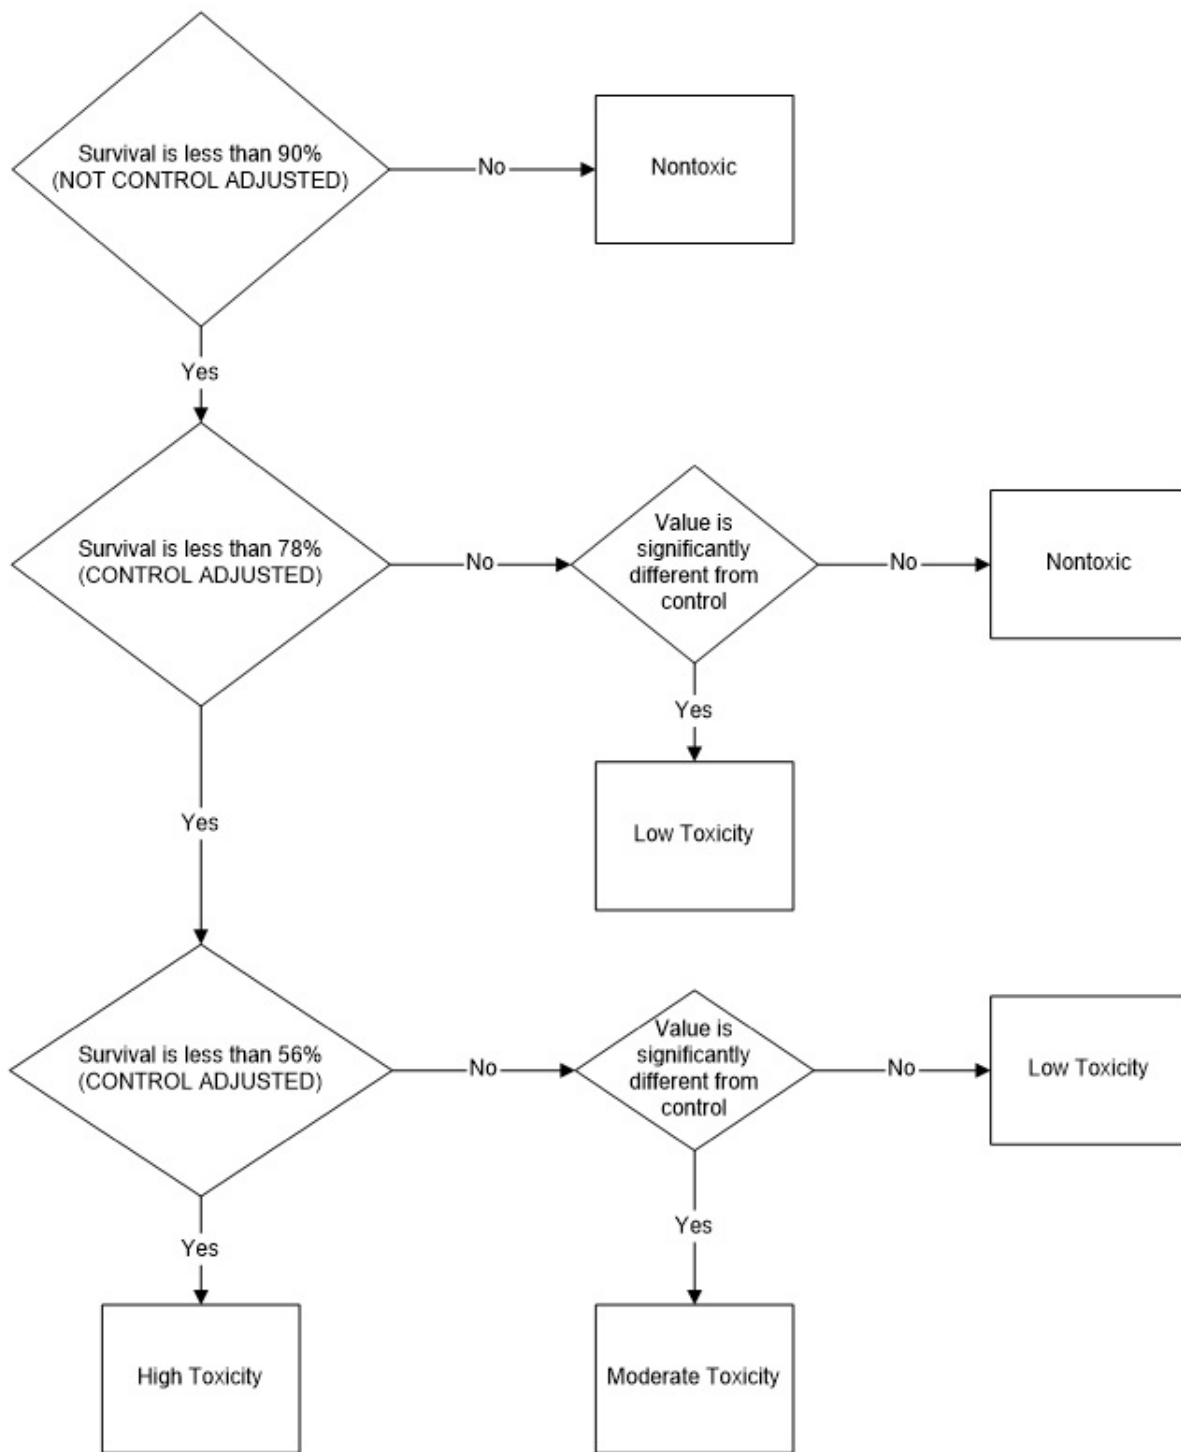 Survival is less than 90%
(NOT CONTROL ADJUSTED)
No
Nontoxic
Yes
Survival is less than 78%
(CONTROL ADJUSTED)
No
Value is
significantly
different from
control
No
Nontoxic
Yes
Low Toxicity
Yes
Survival is less than 56%
(CONTROL ADJUSTED)
No
Value is
significantly
different from
control
No
Low Toxicity
Yes
Yes
High Toxicity
Moderate Toxicity